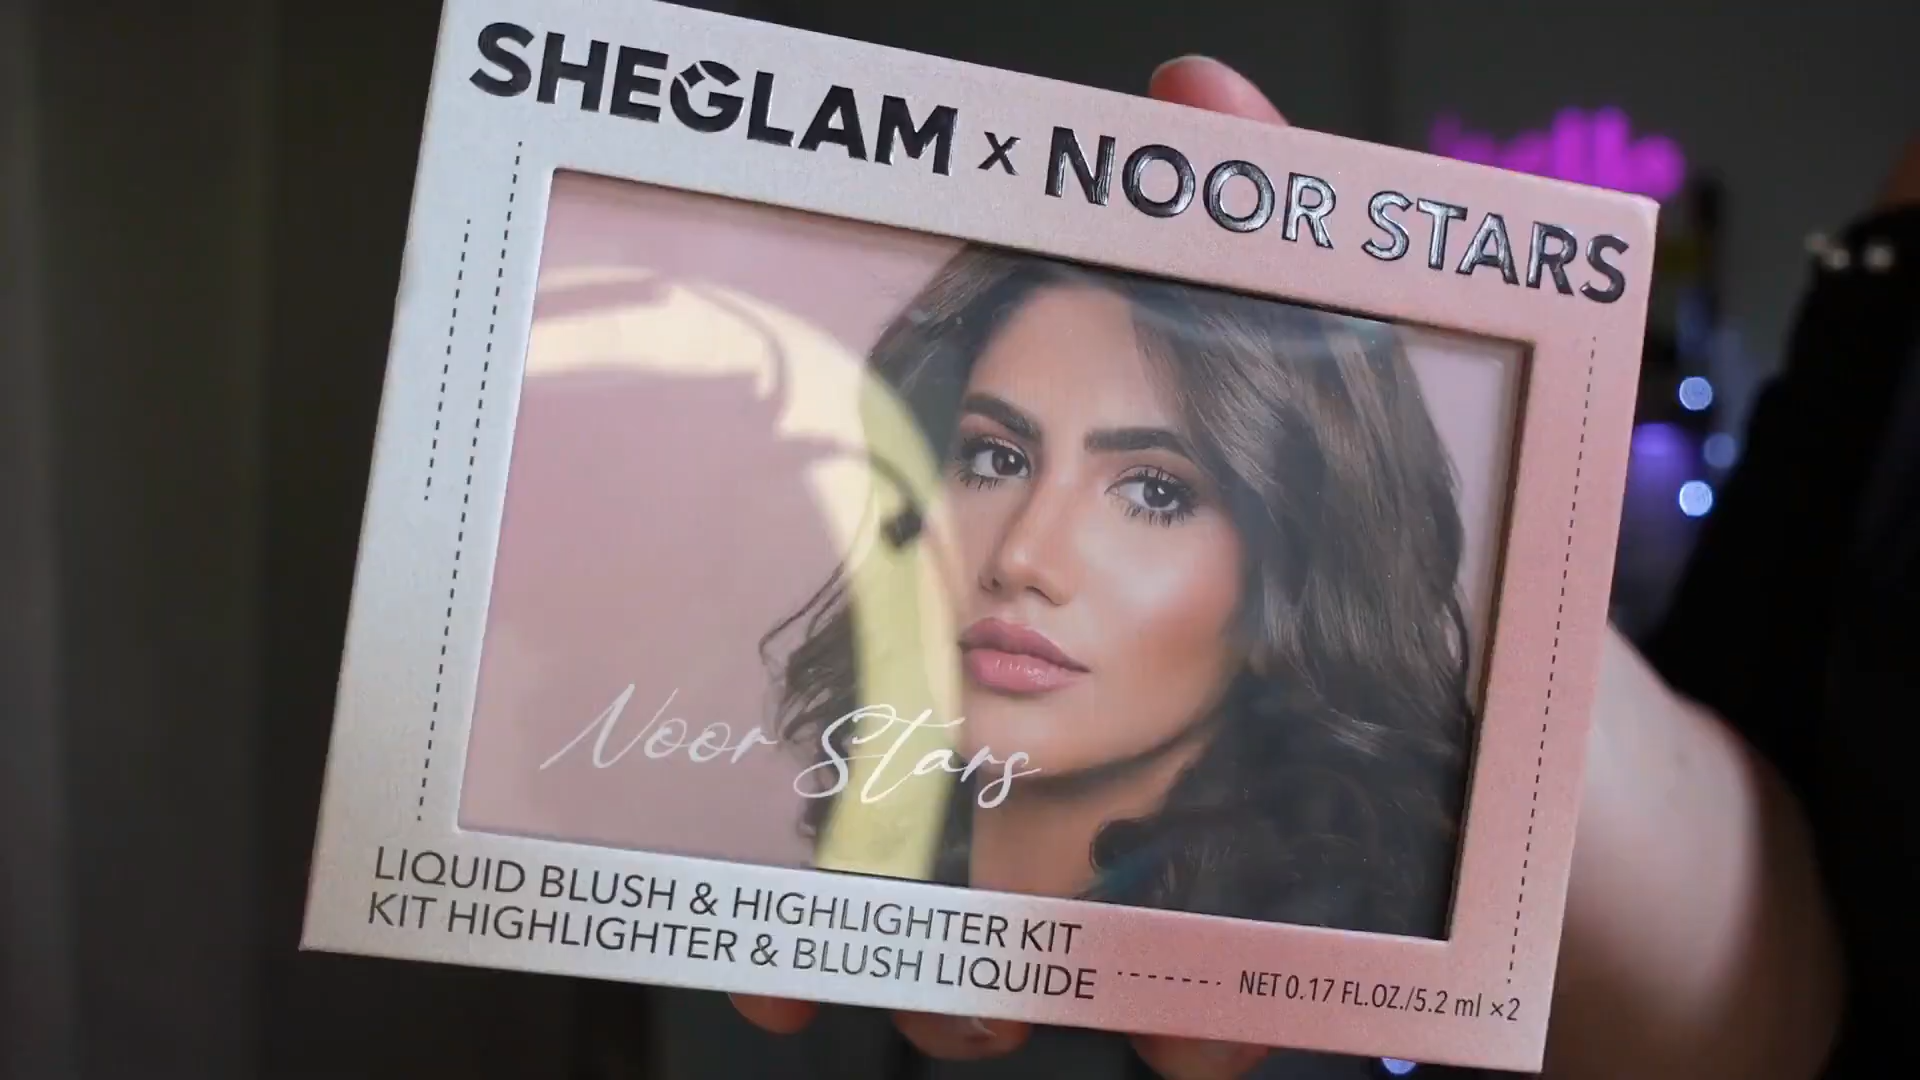 SHEGLAM x NOOR STARS
Noor Stars
LIQUID BLUSH & HIGHLIGHTER KIT
KIT HIGHLIGHTER & BLUSH LIQUIDE
NET 0.17 FL.OZ./5.2 ml ×2